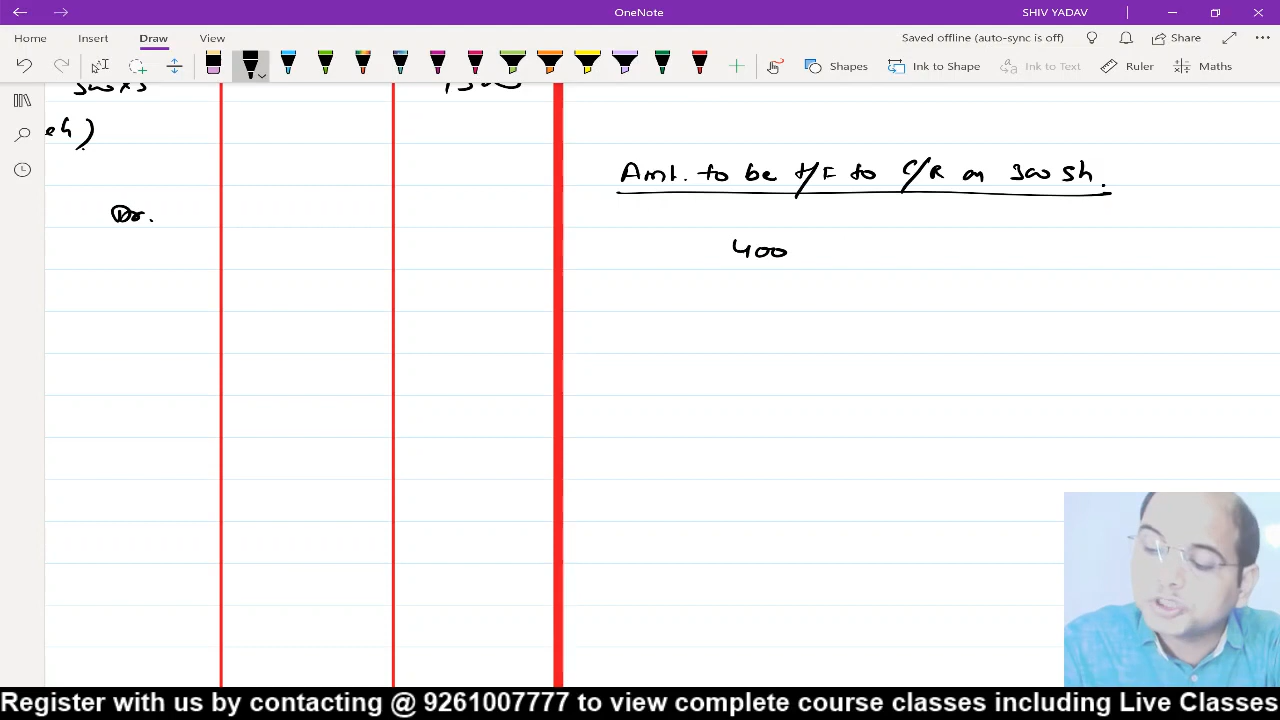 OneNote
SHIV YADAV
Home Insert Draw View
Saved offline (auto-sync is off) Share
Shapes Ink to Shape Ink to Text Ruler Maths
Amt. to be t/F to C/R on 300 sh.
Dr.
400
Register with us by contacting @ 9261007777 to view complete course classes including Live Classes